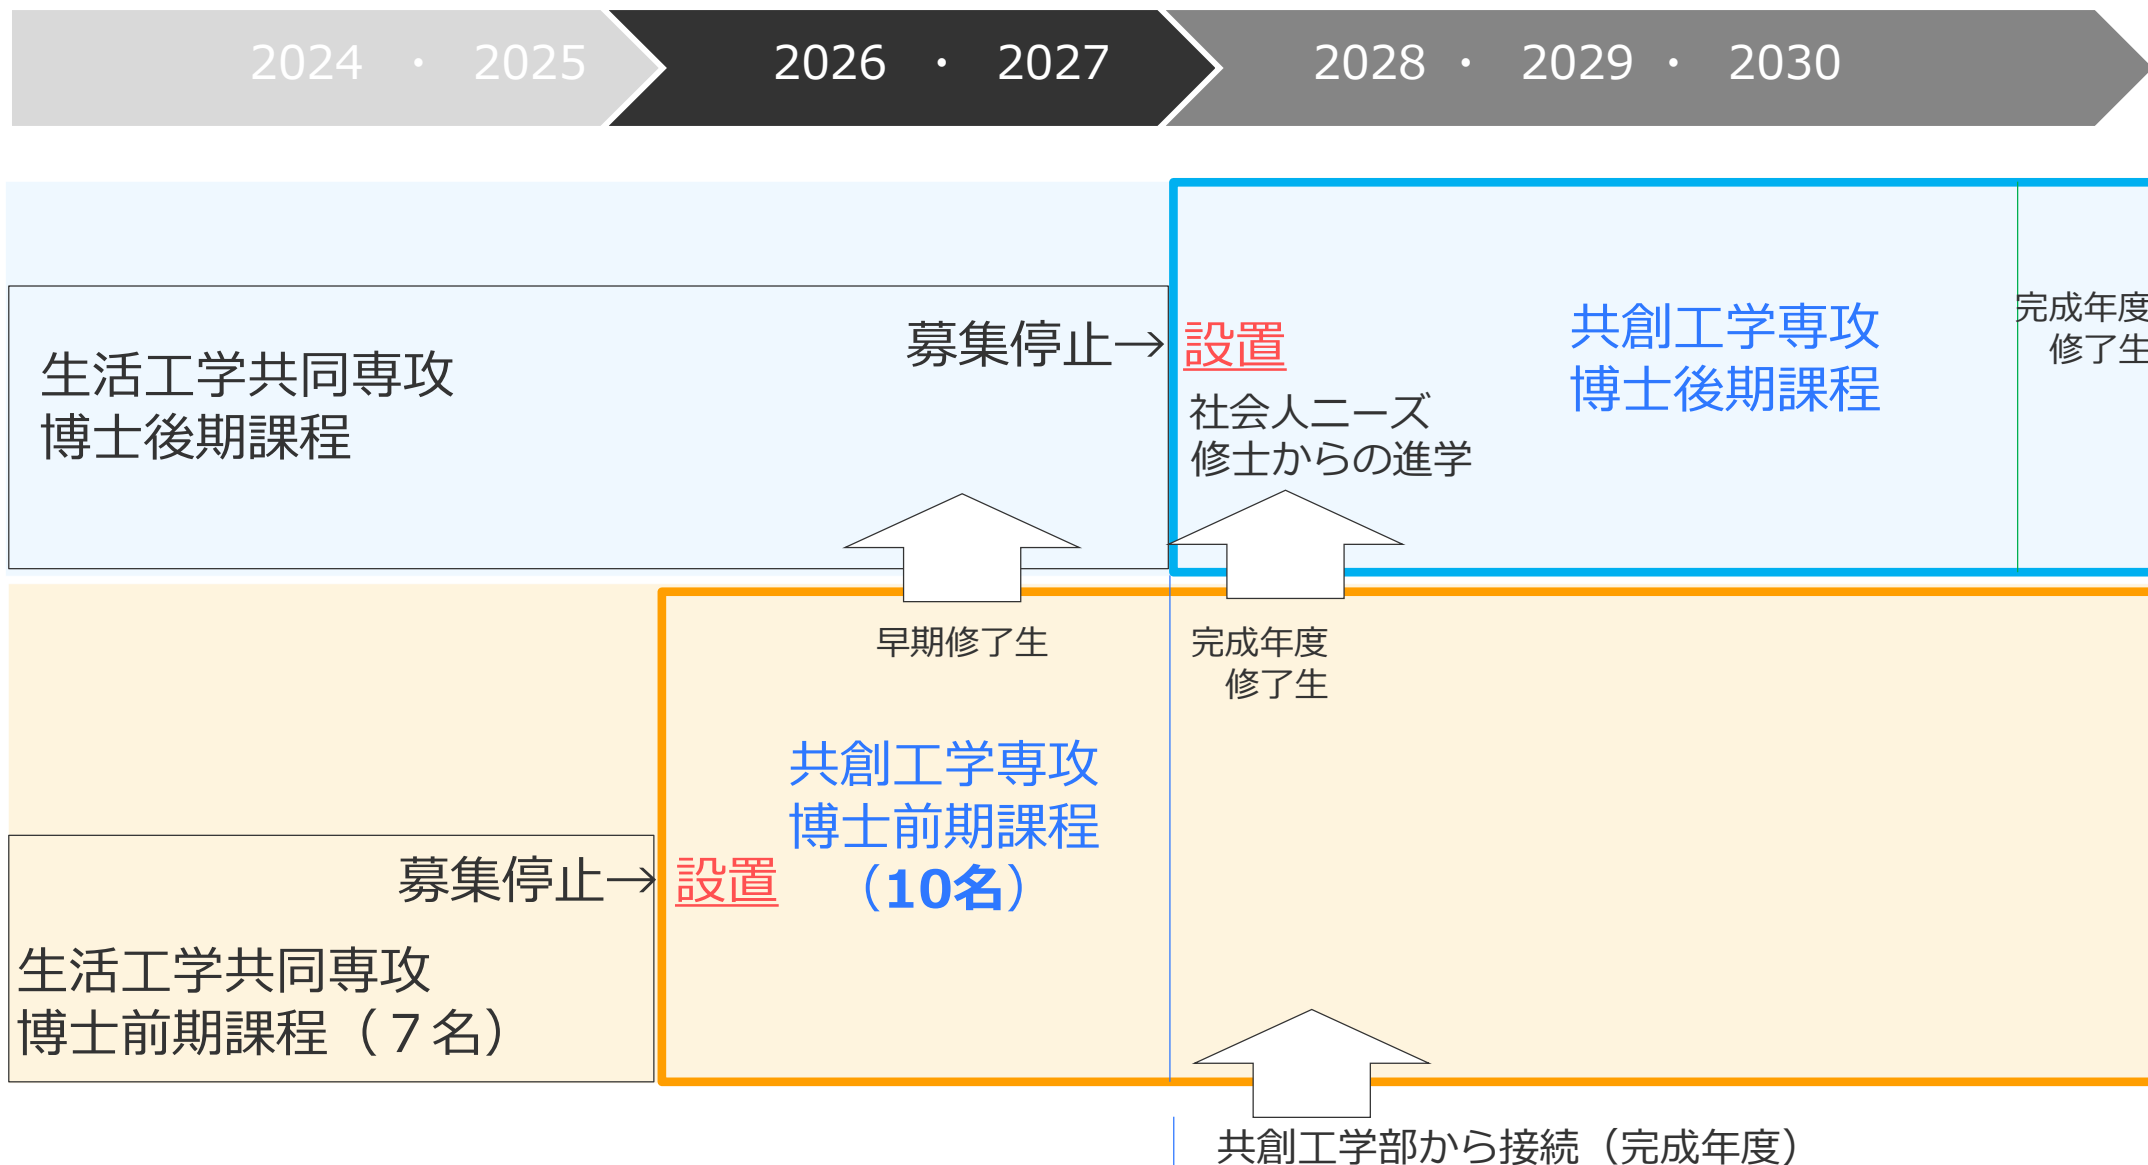 2024 ・ 2025
2026 ・ 2027
2028 ・ 2029 ・ 2030
生活工学共同専攻
博士後期課程
募集停止→
設置
社会人ニーズ
修士からの進学
共創工学専攻
博士後期課程
完成年度
修了生
早期修了生
完成年度
修了生
共創工学専攻
博士前期課程
（10名）
募集停止→
設置
生活工学共同専攻
博士前期課程（７名）
共創工学部から接続（完成年度）